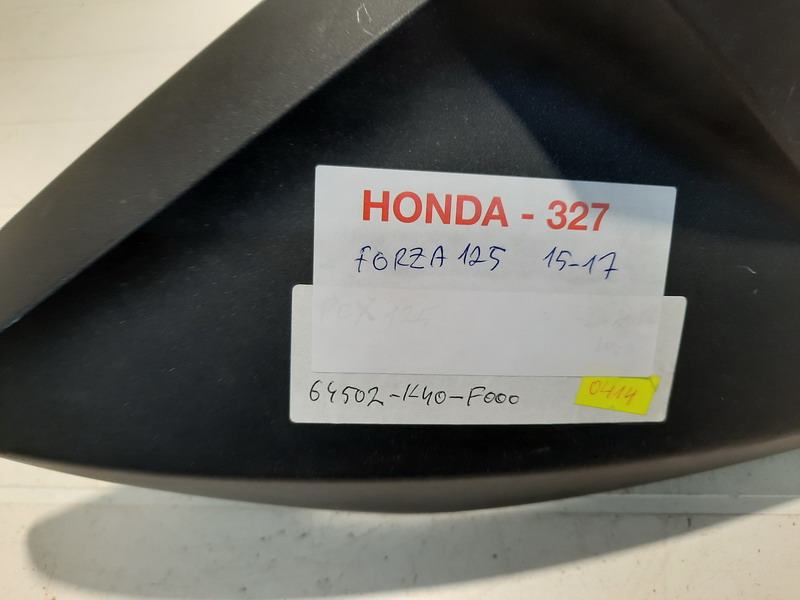 HONDA - 327
FORZA 125 15-17
64502-K40-F000
0414